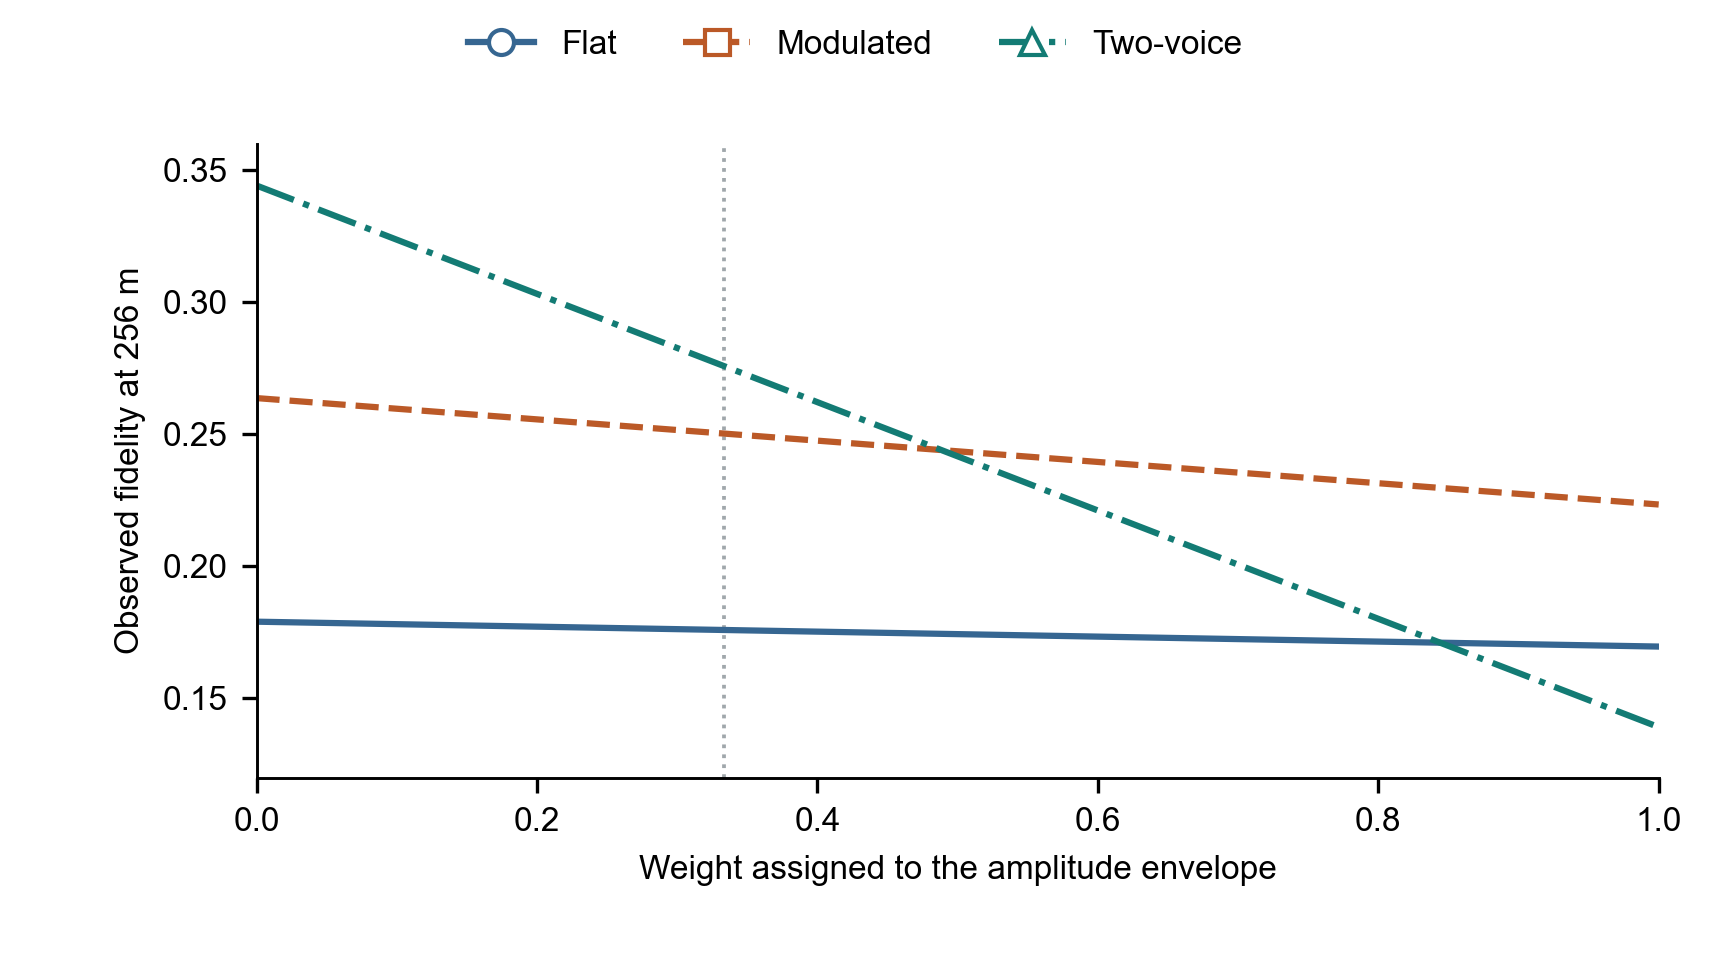 Flat Modulated Two-voice
Observed fidelity at 256 m
0.35
0.30
0.25
0.20
0.15
0.0 0.2 0.4 0.6 0.8 1.0
Weight assigned to the amplitude envelope